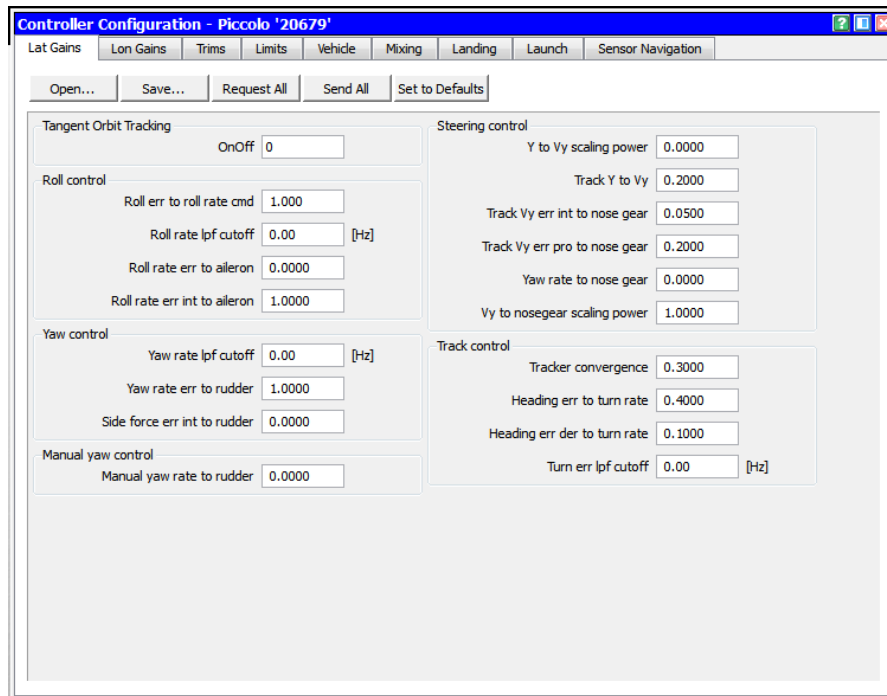 Controller Configuration - Piccolo '20679'
Lat Gains Lon Gains Trims Limits Vehicle Mixing Landing Launch Sensor Navigation
Open... Save... Request All Send All Set to Defaults
Tangent Orbit Tracking
OnOff 0
Roll control
Roll err to roll rate cmd 1.000
Roll rate lpf cutoff 0.00 [Hz]
Roll rate err to aileron 0.0000
Roll rate err int to aileron 1.0000
Yaw control
Yaw rate lpf cutoff 0.00 [Hz]
Yaw rate err to rudder 1.0000
Side force err int to rudder 0.0000
Manual yaw control
Manual yaw rate to rudder 0.0000
Steering control
Y to Vy scaling power 0.0000
Track Y to Vy 0.2000
Track Vy err int to nose gear 0.0500
Track Vy err pro to nose gear 0.2000
Yaw rate to nose gear 0.0000
Vy to nosegear scaling power 1.0000
Track control
Tracker convergence 0.3000
Heading err to turn rate 0.4000
Heading err der to turn rate 0.1000
Turn err lpf cutoff 0.00 [Hz]